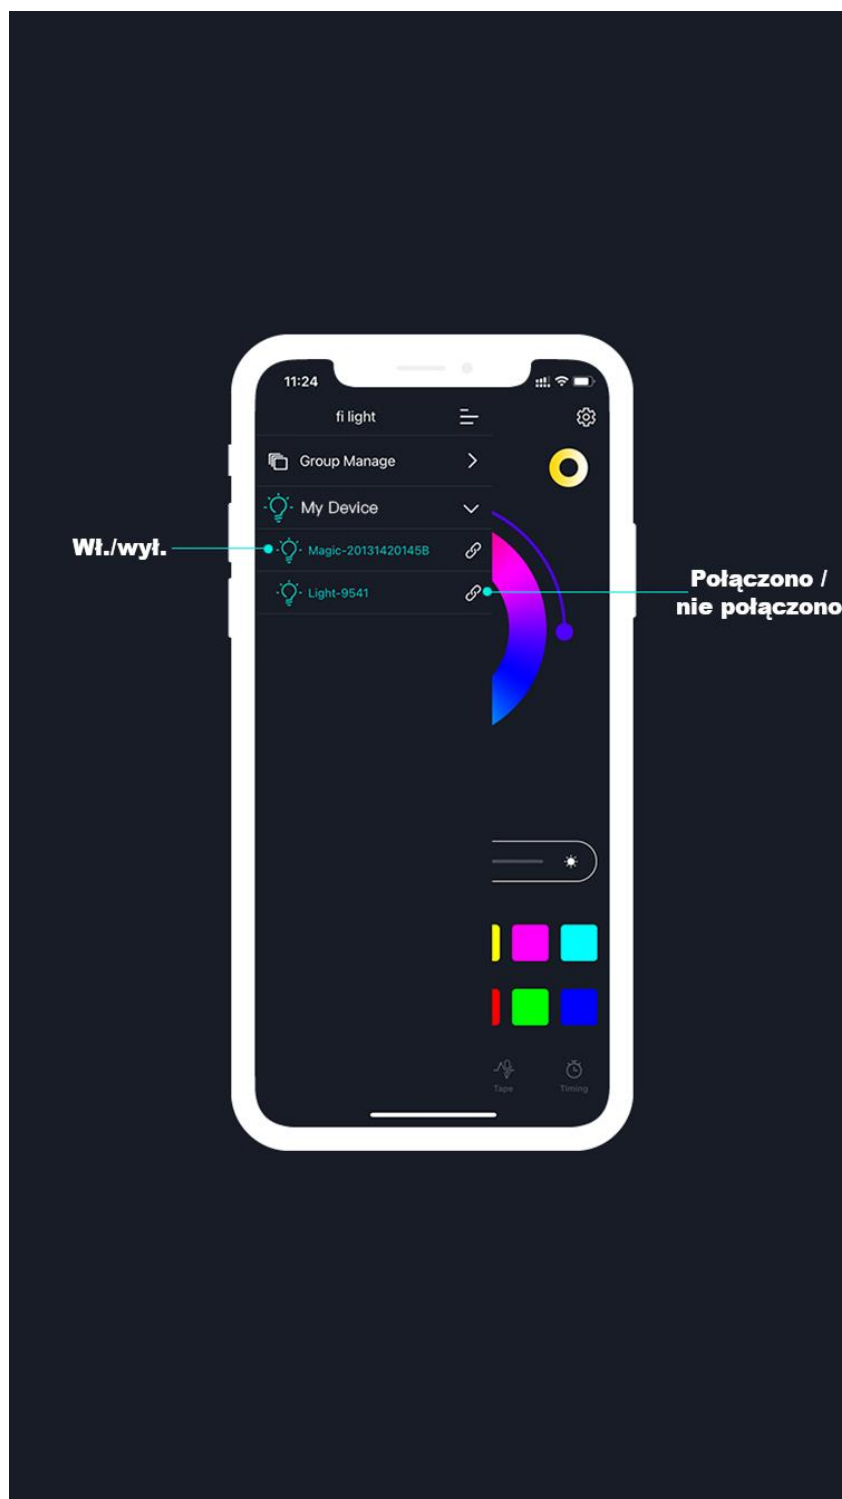 11:24
fi light
Group Manage
My Device
Wł./wył.
Magic-20131420145B
Połączono /
nie połączono
Light-9541
Tape
Timing